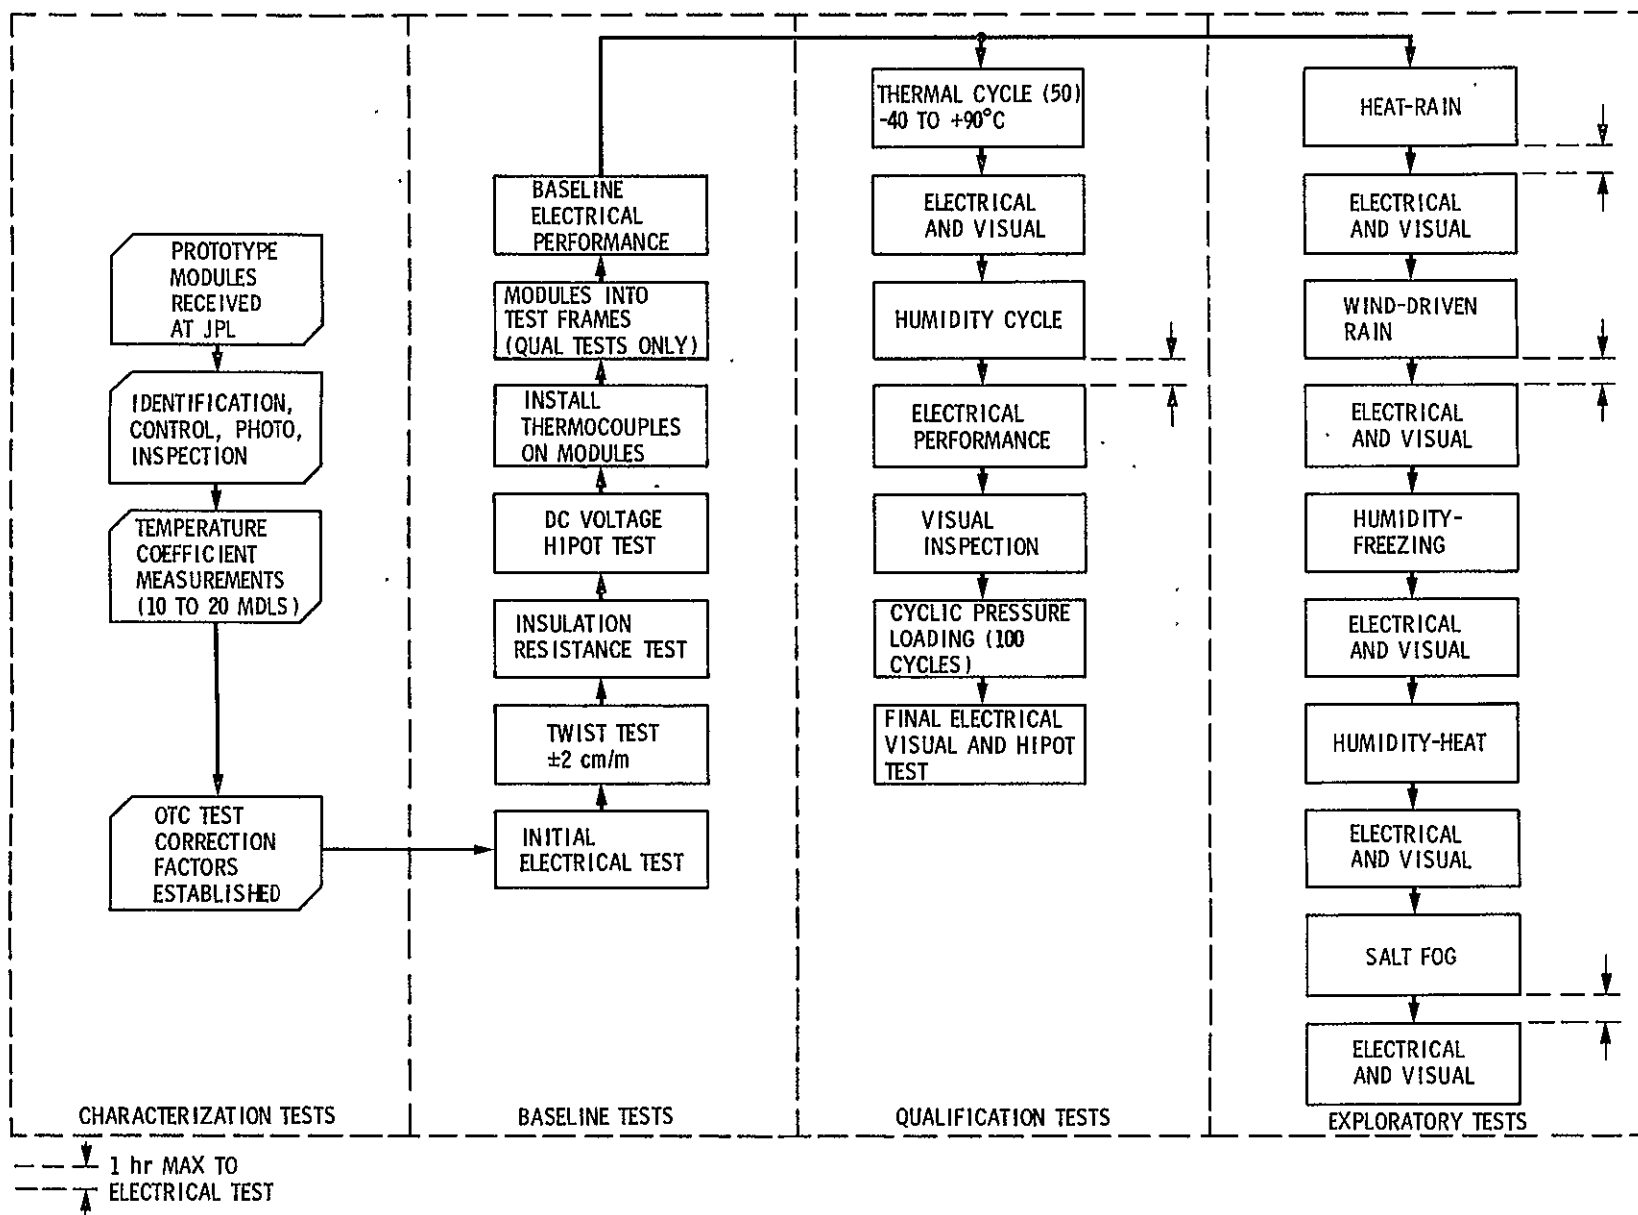 PROTOTYPE
MODULES
RECEIVED
AT JPL
IDENTIFICATION,
CONTROL, PHOTO,
INSPECTION
TEMPERATURE
COEFFICIENT
MEASUREMENTS
(10 TO 20 MDLS)
OTC TEST
CORRECTION
FACTORS
ESTABLISHED
CHARACTERIZATION TESTS
BASELINE
ELECTRICAL
PERFORMANCE
MODULES INTO
TEST FRAMES
(QUAL TESTS ONLY)
INSTALL
THERMOCOUPLES
ON MODULES
DC VOLTAGE
HIPOT TEST
INSULATION
RESISTANCE TEST
TWIST TEST
±2 cm/m
INITIAL
ELECTRICAL TEST
BASELINE TESTS
THERMAL CYCLE (50)
-40 TO +90°C
ELECTRICAL
AND VISUAL
HUMIDITY CYCLE
ELECTRICAL
PERFORMANCE
VISUAL
INSPECTION
CYCLIC PRESSURE
LOADING (100
CYCLES)
FINAL ELECTRICAL
VISUAL AND HIPOT
TEST
QUALIFICATION TESTS
HEAT-RAIN
ELECTRICAL
AND VISUAL
WIND-DRIVEN
RAIN
ELECTRICAL
AND VISUAL
HUMIDITY-
FREEZING
ELECTRICAL
AND VISUAL
HUMIDITY-HEAT
ELECTRICAL
AND VISUAL
SALT FOG
ELECTRICAL
AND VISUAL
EXPLORATORY TESTS
1 hr MAX TO
ELECTRICAL TEST